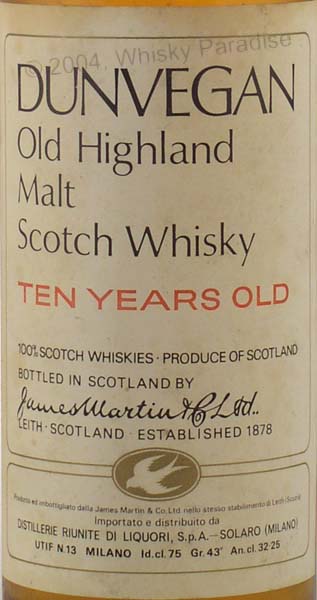 © 2004, Whisky Paradise
DUNVEGAN
Old Highland
Malt
Scotch Whisky
TEN YEARS OLD
100% SCOTCH WHISKIES · PRODUCE OF SCOTLAND
BOTTLED IN SCOTLAND BY
James Martin & Co Ltd..
LEITH · SCOTLAND · ESTABLISHED 1878
Prodotto ed imbottigliato dalla James Martin & Co. Ltd nello stesso stabilimento di Leith (Scozia)
Importato e distribuito da
DISTILLERIE RIUNITE DI LIQUORI, S.p.A. — SOLARO (MILANO)
UTIF N.13 MILANO Id. cl. 75 Gr. 43° An. cl. 32·25